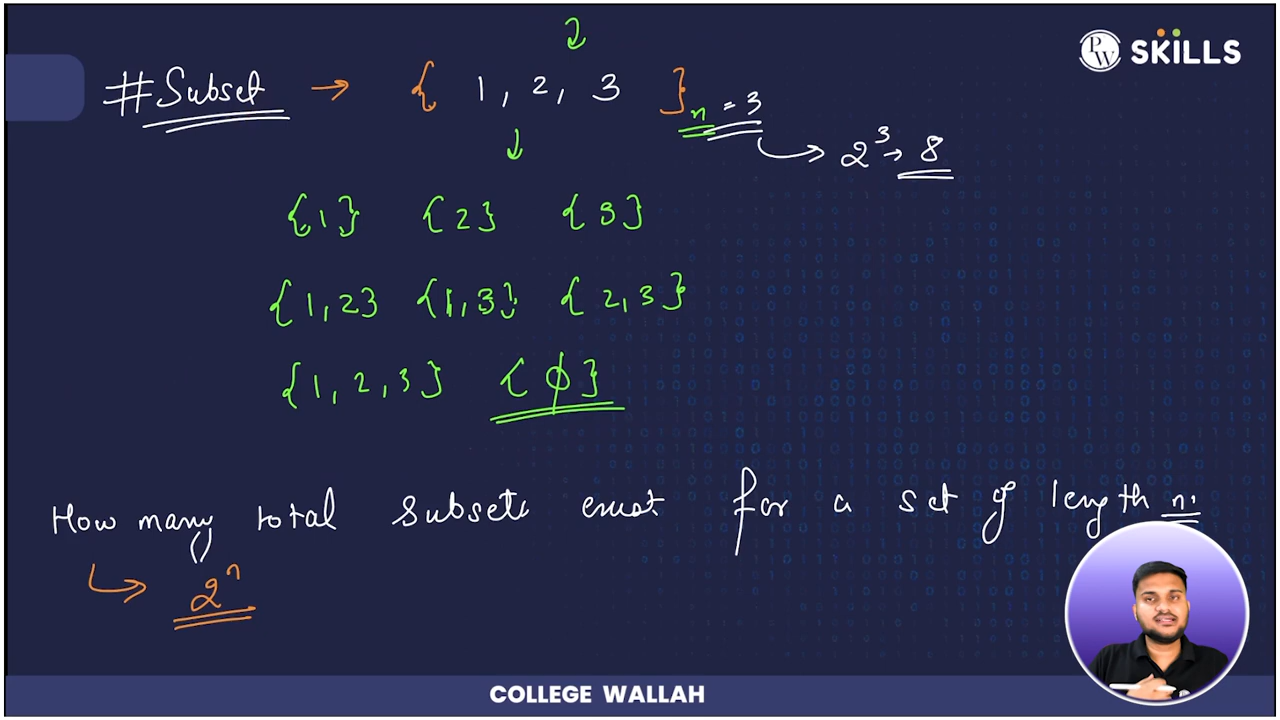 PW SKILLS
#Subset → { 1, 2, 3 } n = 3
2³ → 8
{1} {2} {3}
{1,2} {1,3} {2,3}
{1,2,3} {ϕ}
How many total subsets exist for a set of length n.
2ⁿ
COLLEGE WALLAH